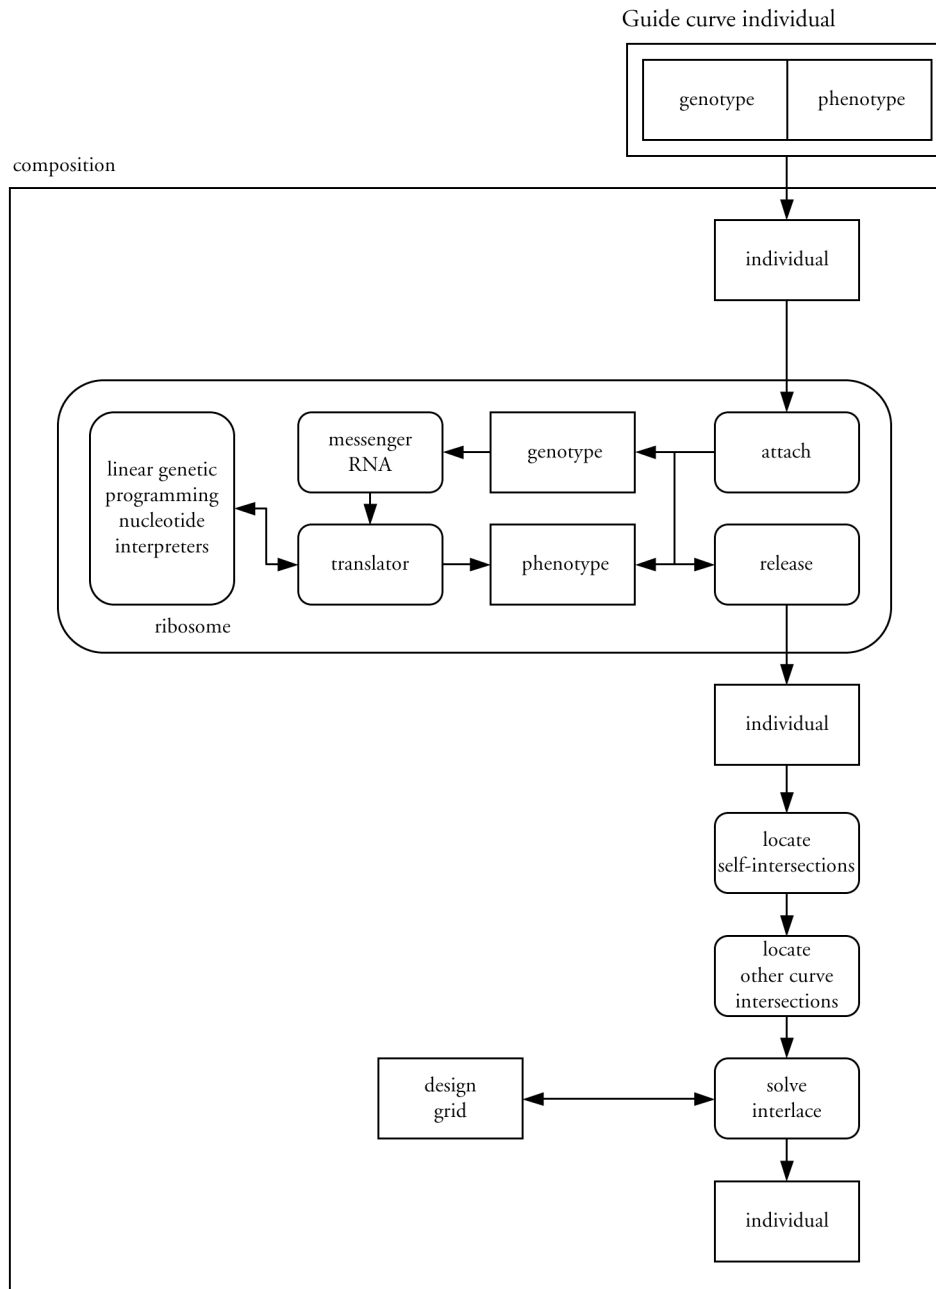 Guide curve individual
genotype
phenotype
composition
individual
linear genetic
programming
nucleotide
interpreters
messenger
RNA
genotype
attach
translator
phenotype
release
ribosome
individual
locate
self-intersections
locate
other curve
intersections
design
grid
solve
interlace
individual